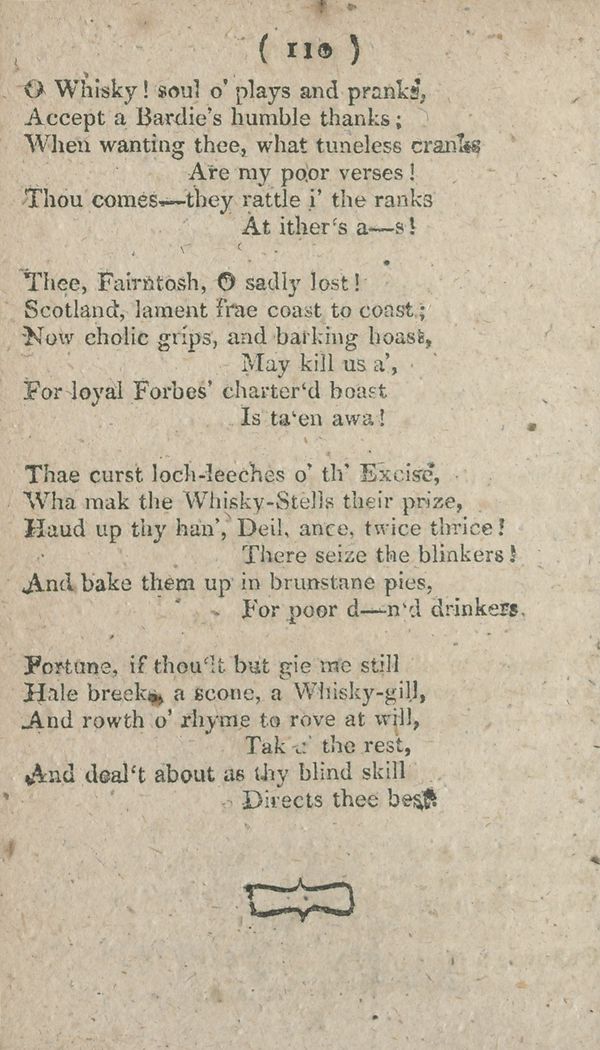 ( 110 )
O Whisky! soul o' plays and pranks,
Accept a Bardie's humble thanks;
When wanting thee, what tuneless cranks
Are my poor verses!
Thou comes—they rattle i' the ranks
At ither‘s a—s!
Thee, Fairntosh, O sadly lost!
Scotland, lament frae coast to coast;
Now cholic grips, and barking hoast,
May kill us a',
For loyal Forbes' charter‘d boast
Is ta‘en awa!
Thae curst loch-leeches o' th' Excise,
Wha mak the Whisky-Stells their prize,
Haud up thy han', Deil, ance, twice thrice!
There seize the blinkers!
And bake them up in brunstane pies,
For poor d—n‘d drinkers.
Fortune, if thou‘lt but gie me still
Hale breeks, a scone, a Whisky-gill,
And rowth o' rhyme to rove at will,
Tak a' the rest,
And deal‘t about as thy blind skill
Directs thee best.